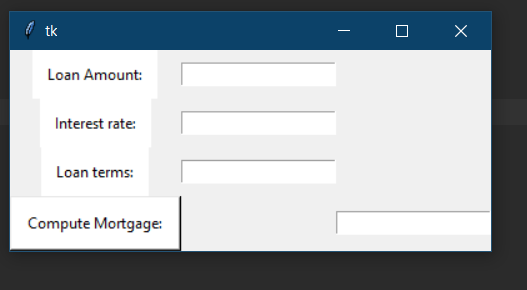 tk
Loan Amount:
Interest rate:
Loan terms:
Compute Mortgage: